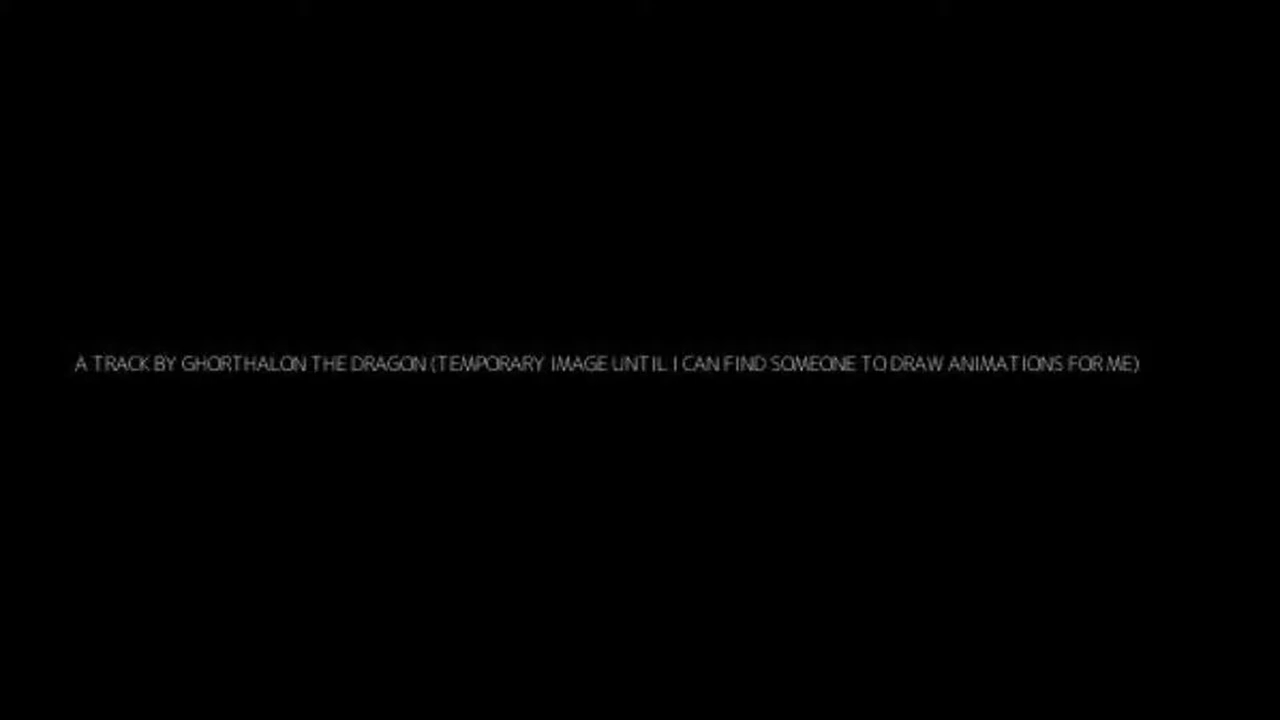 A TRACK BY GHORTHALON THE DRAGON (TEMPORARY IMAGE UNTIL I CAN FIND SOMEONE TO DRAW ANIMATIONS FOR ME)